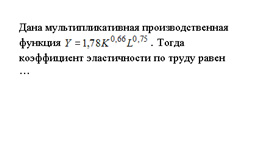 Дана мультипликативная производственная
функция Y = 1,78K^0,66 L^0,75 . Тогда
коэффициент эластичности по труду равен
…